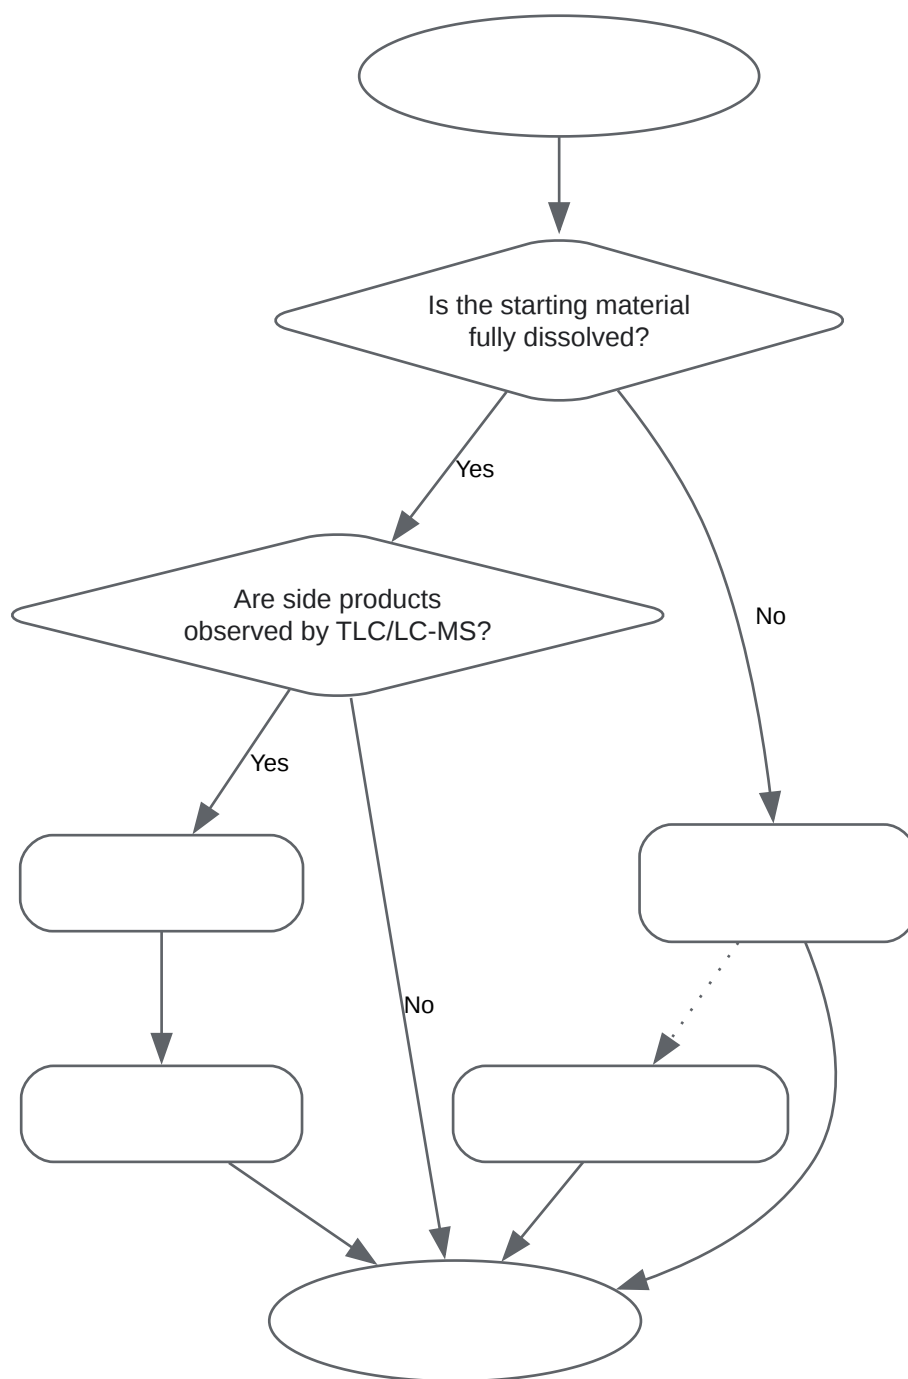 Is the starting material
fully dissolved?
Yes
Are side products
observed by TLC/LC-MS?
No
Yes
No